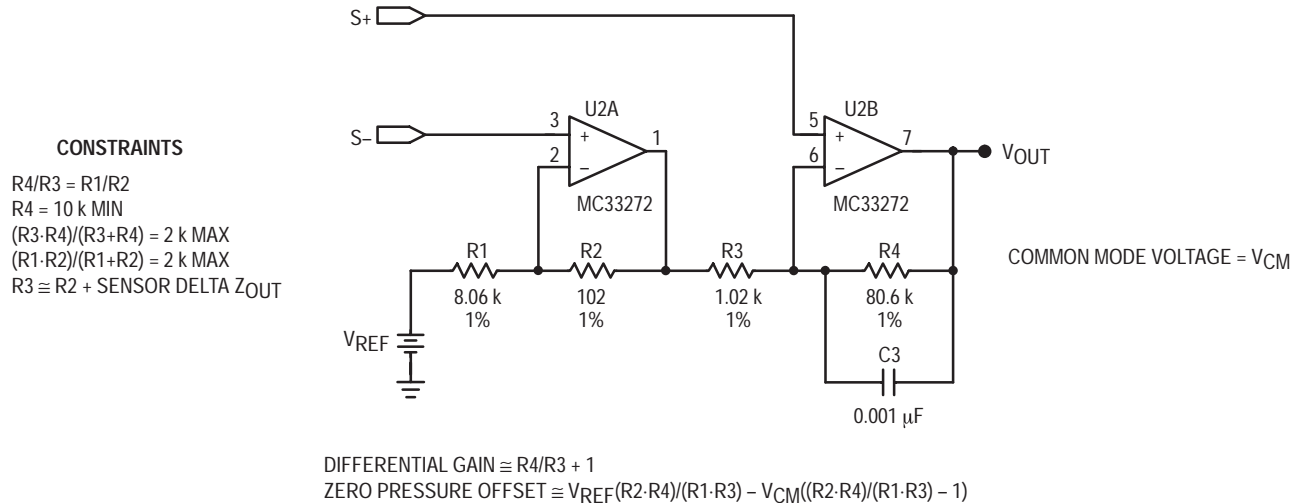 S+
U2A
U2B
S–
3
+
2
–
1
5
+
6
–
7
VOUT
CONSTRAINTS
R4/R3 = R1/R2
R4 = 10 k MIN
(R3·R4)/(R3+R4) = 2 k MAX
(R1·R2)/(R1+R2) = 2 k MAX
R3 ≅ R2 + SENSOR DELTA ZOUT
MC33272
MC33272
COMMON MODE VOLTAGE = VCM
R1
8.06 k
1%
R2
102
1%
R3
1.02 k
1%
R4
80.6 k
1%
VREF
C3
0.001 µF
DIFFERENTIAL GAIN ≅ R4/R3 + 1
ZERO PRESSURE OFFSET ≅ VREF(R2·R4)/(R1·R3) – VCM((R2·R4)/(R1·R3) – 1)